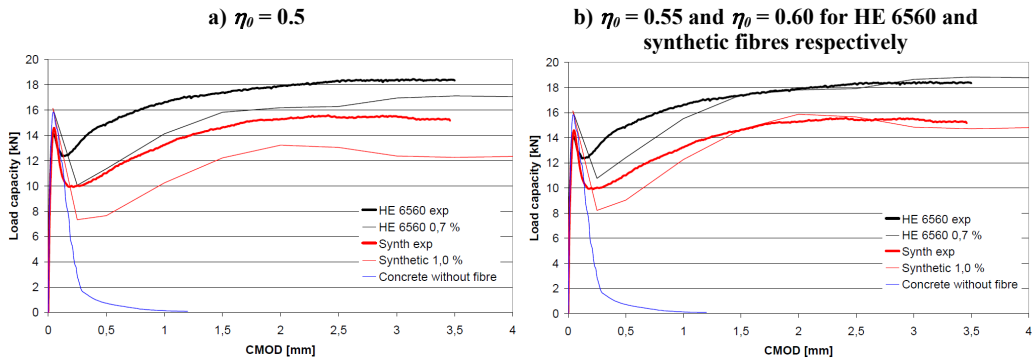 a) η₀ = 0.5
b) η₀ = 0.55 and η₀ = 0.60 for HE 6560 and
synthetic fibres respectively
20
18
16
14
12
10
8
6
4
2
0
Load capacity [kN]
HE 6560 exp
HE 6560 0,7 %
Synth exp
Synthetic 1,0 %
Concrete without fibre
0
0,5
1
1,5
2
2,5
3
3,5
4
CMOD [mm]
20
18
16
14
12
10
8
6
4
2
0
Load capacity [kN]
HE 6560 exp
HE 6560 0,7 %
Synth exp
Synthetic 1,0 %
Concrete without fibre
0
0,5
1
1,5
2
2,5
3
3,5
4
CMOD [mm]